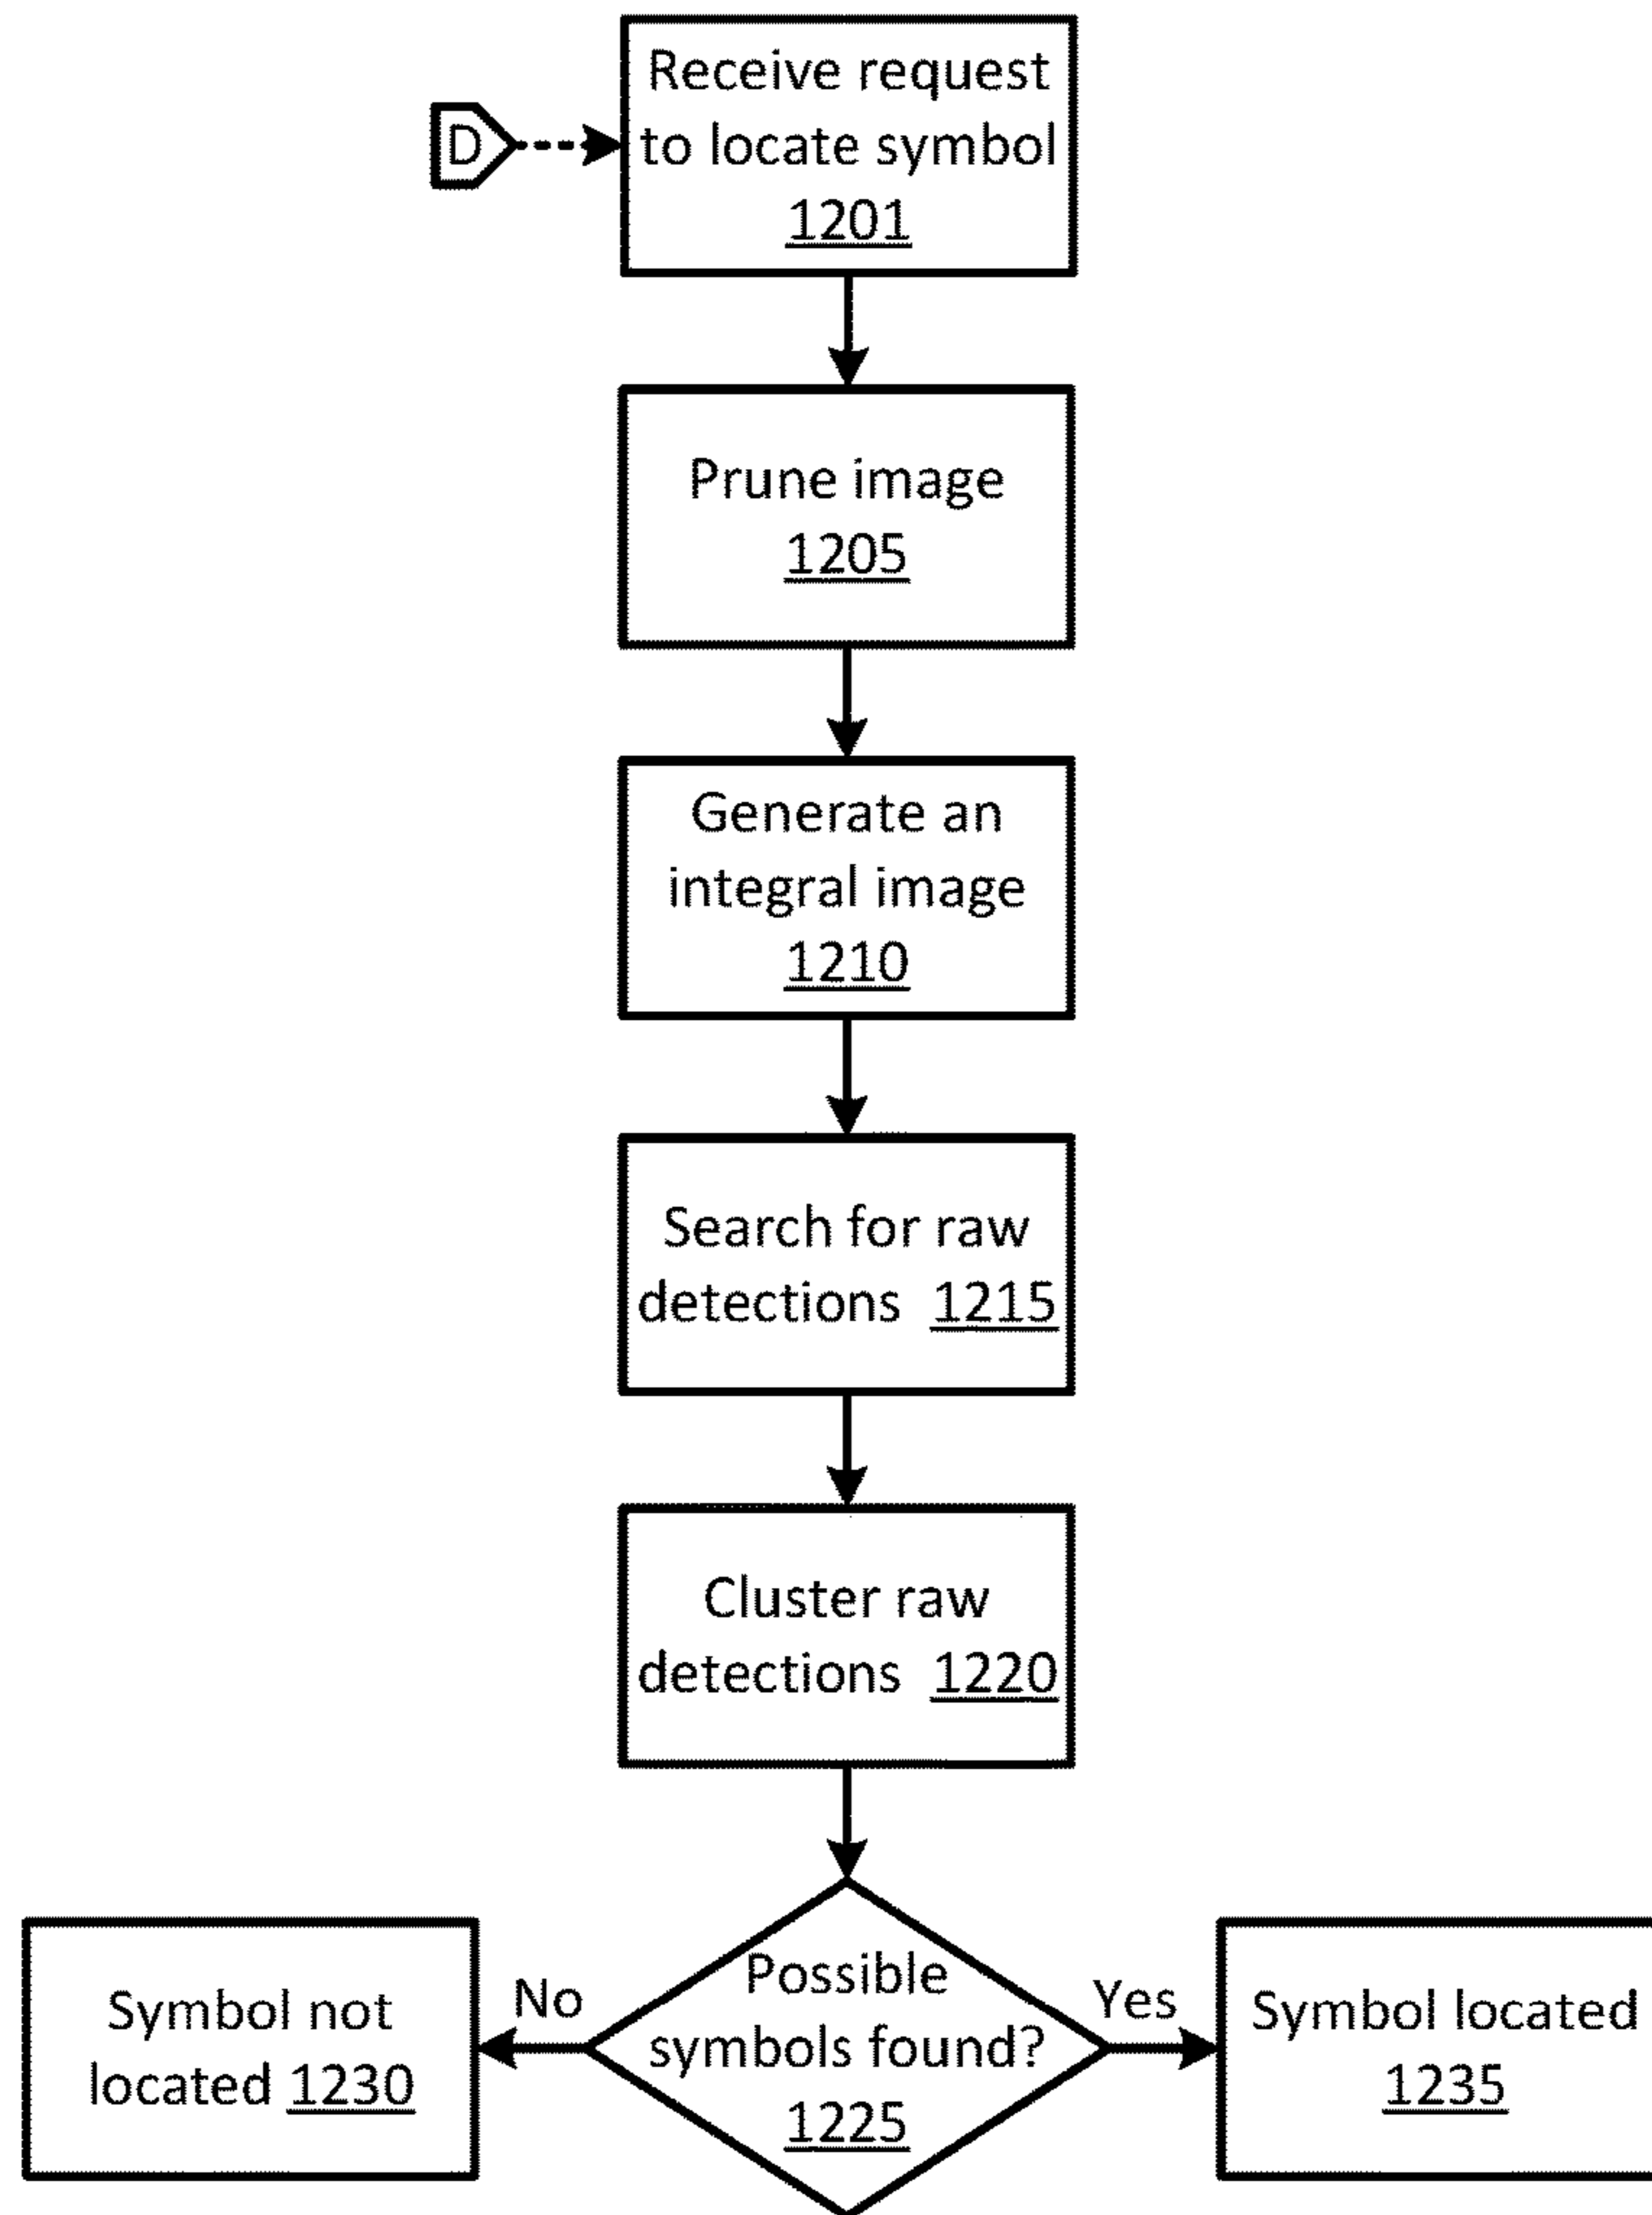 Receive request
D
to locate symbol
1201
Prune image
1205
Generate an
integral image
1210
Search for raw
detections 1215
Cluster raw
detections 1220
Possible
symbols found?
1225
No
Symbol not
located 1230
Yes
Symbol located
1235